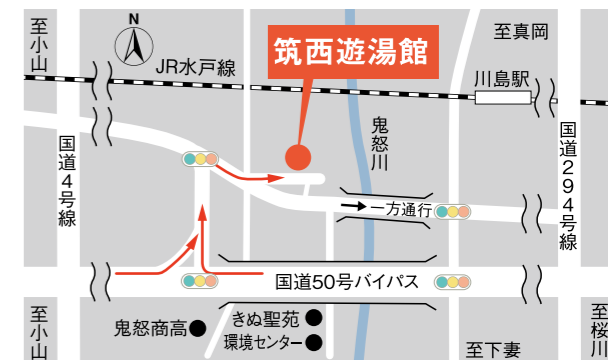 N
至小山
JR水戸線
筑西遊湯館
至真岡
川島駅
国道4号線
鬼怒川
国道294号線
一方通行
国道50号バイパス
至小山
鬼怒商高
きぬ聖苑
環境センター
至下妻
至桜川